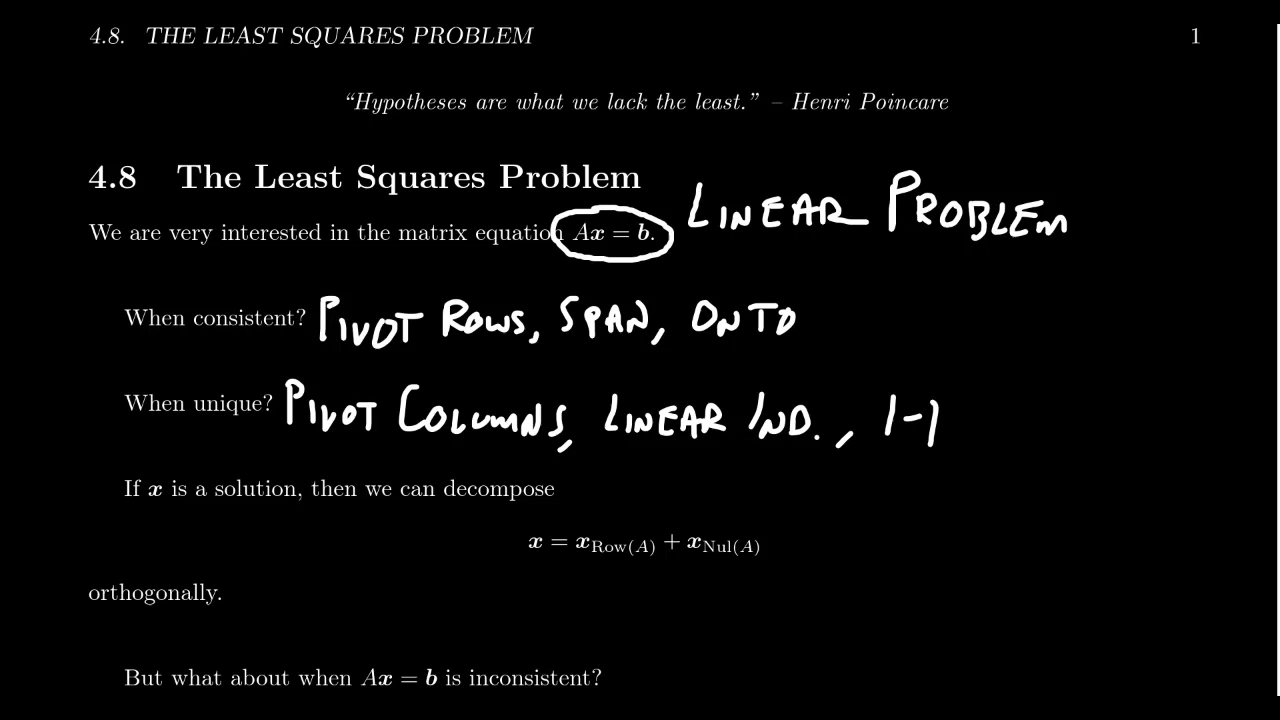 4.8. THE LEAST SQUARES PROBLEM 1
“Hypotheses are what we lack the least.” – Henri Poincare
4.8 The Least Squares Problem
LINEAR PROBLEM
We are very interested in the matrix equation Ax = b.
When consistent? PIVOT ROWS, SPAN, ONTO
When unique? PIVOT COLUMNS, LINEAR IND., 1-1
If x is a solution, then we can decompose
x = x_Row(A) + x_Nul(A)
orthogonally.
But what about when Ax = b is inconsistent?